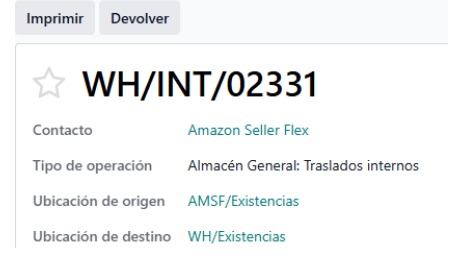 Imprimir Devolver
WH/INT/02331
Contacto Amazon Seller Flex
Tipo de operación Almacén General: Traslados internos
Ubicación de origen AMSF/Existencias
Ubicación de destino WH/Existencias